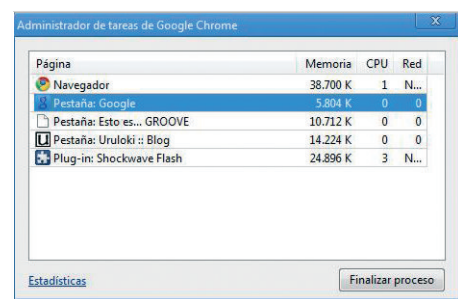 Administrador de tareas de Google Chrome
x
Página Memoria CPU Red
Navegador 38.700 K 1 N...
Pestaña: Google 5.804 K 0 0
Pestaña: Esto es... GROOVE 10.712 K 0 0
U Pestaña: Uruloki :: Blog 14.224 K 0 0
Plug-in: Shockwave Flash 24.896 K 3 N...
Estadísticas Finalizar proceso